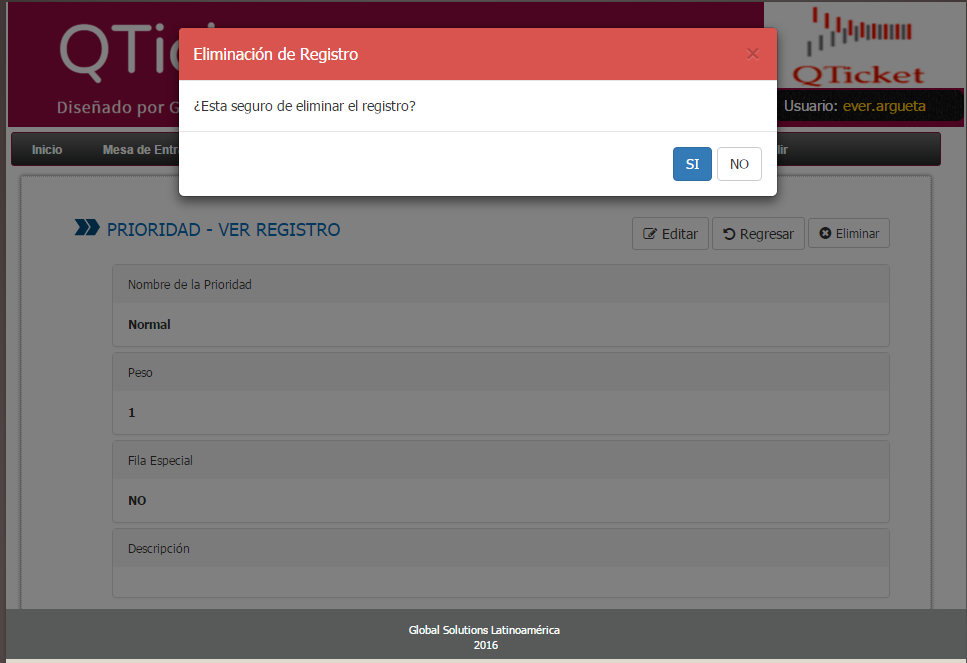 QTic
Eliminación de Registro ×
¿Esta seguro de eliminar el registro?
SI NO
QTicket
Diseñado por G
Usuario: ever.argueta
Inicio Mesa de Entr lir
PRIORIDAD - VER REGISTRO
Editar Regresar Eliminar
Nombre de la Prioridad
Normal
Peso
1
Fila Especial
NO
Descripción
Global Solutions Latinoamérica
2016